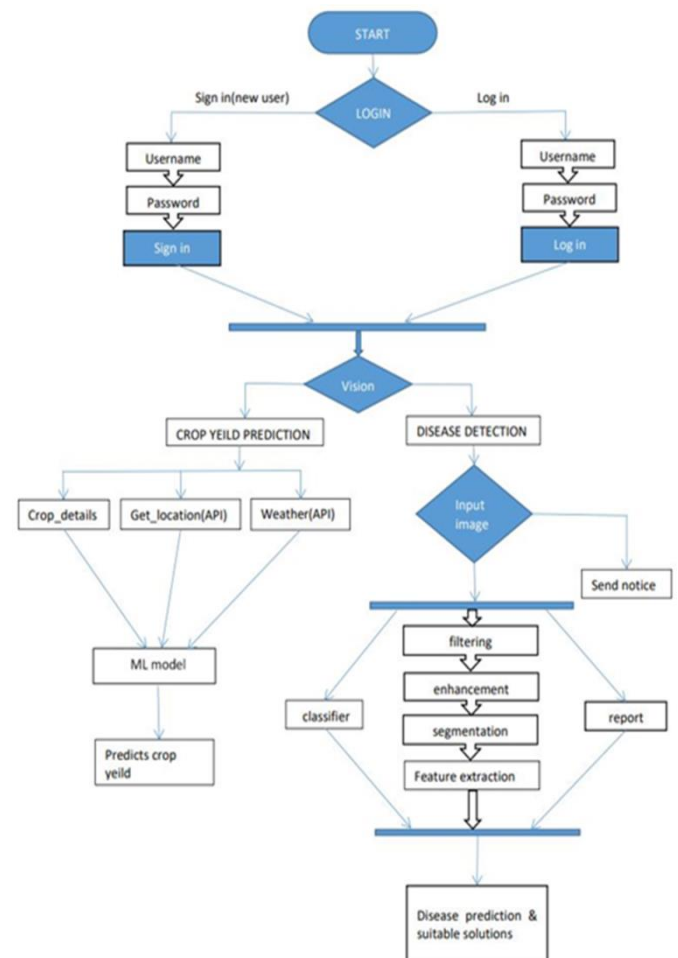 START
Sign in(new user)
LOGIN
Log in
Username
Password
Sign in
Username
Password
Log in
Vision
CROP YEILD PREDICTION
DISEASE DETECTION
Crop_details
Get_location(API)
Weather(API)
ML model
Predicts crop
yeild
Input
image
Send notice
filtering
enhancement
segmentation
Feature extraction
classifier
report
Disease prediction &
suitable solutions